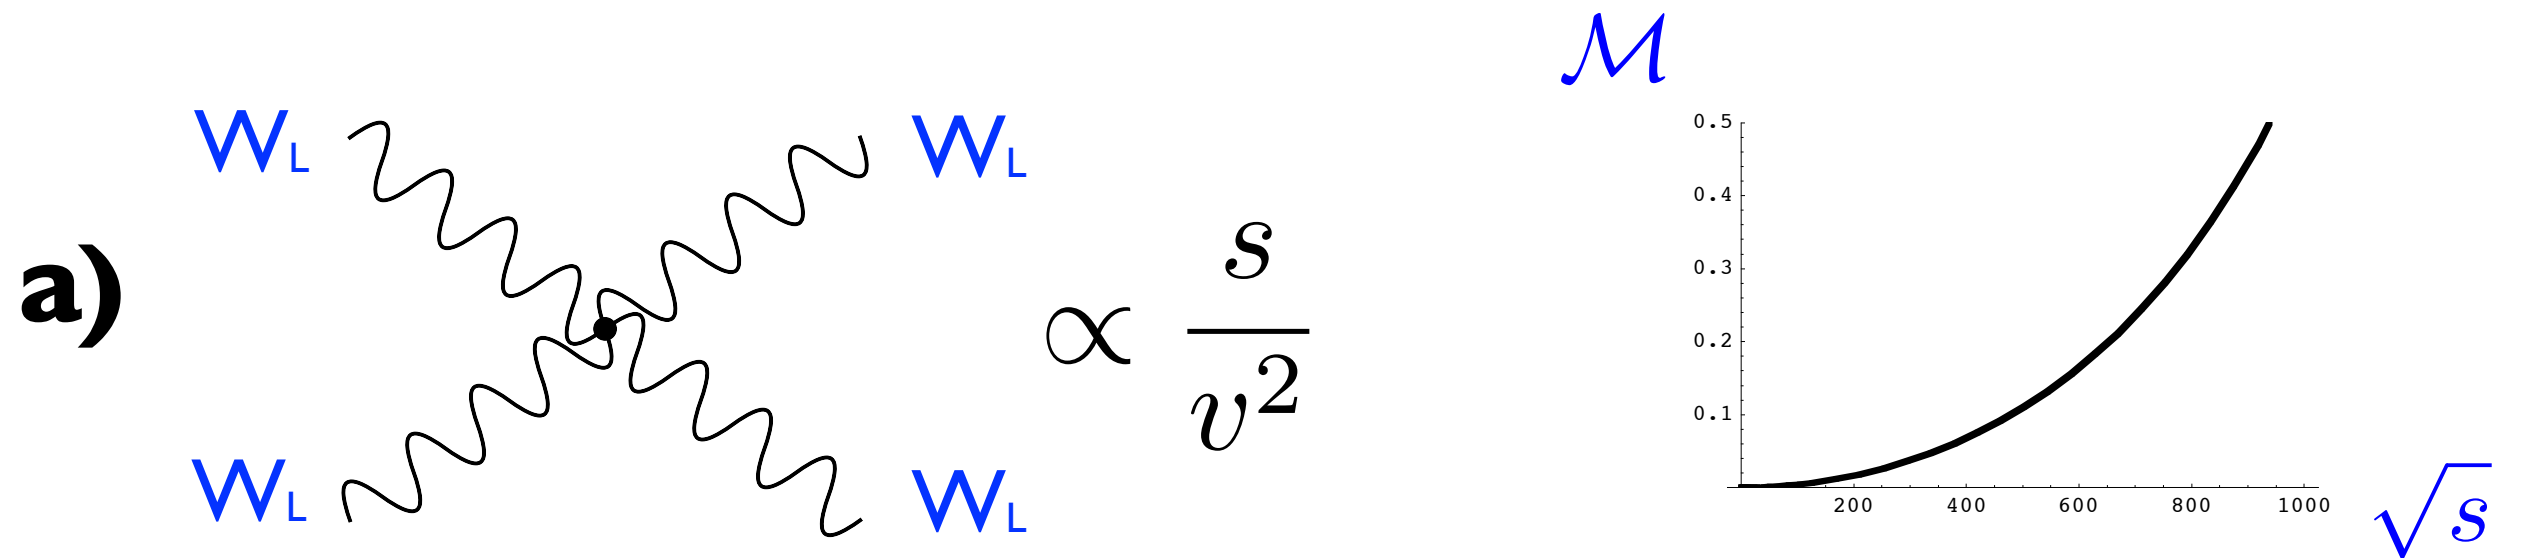 a)
W_L
W_L
W_L
W_L
∝ s/v²
ℳ
0.5
0.4
0.3
0.2
0.1
200 400 600 800 1000
√s